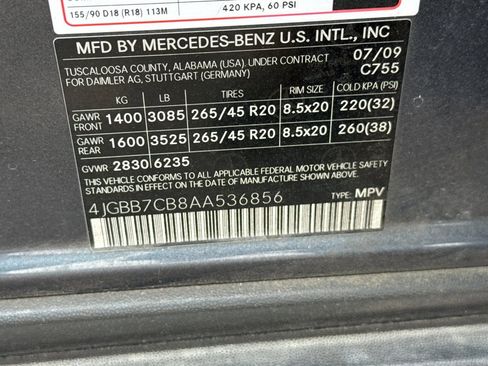 155/90 D18 (R18) 113M
420 KPA, 60 PSI
MFD BY MERCEDES-BENZ U.S. INTL., INC
TUSCALOOSA COUNTY, ALABAMA (USA). UNDER CONTRACT 07/09
FOR DAIMLER AG, STUTTGART (GERMANY) C755
KG LB TIRES RIM SIZE COLD KPA (PSI)
GAWR FRONT 1400 3085 265/45 R20 8.5x20 220(32)
GAWR REAR 1600 3525 265/45 R20 8.5x20 260(38)
GVWR 2830 6235
THIS VEHICLE CONFORMS TO ALL APPLICABLE FEDERAL MOTOR VEHICLE SAFETY
STANDARDS IN EFFECT ON THE DATE OF MANUFACTURE SHOWN ABOVE.
4JGBB7CB8AA536856 TYPE: MPV